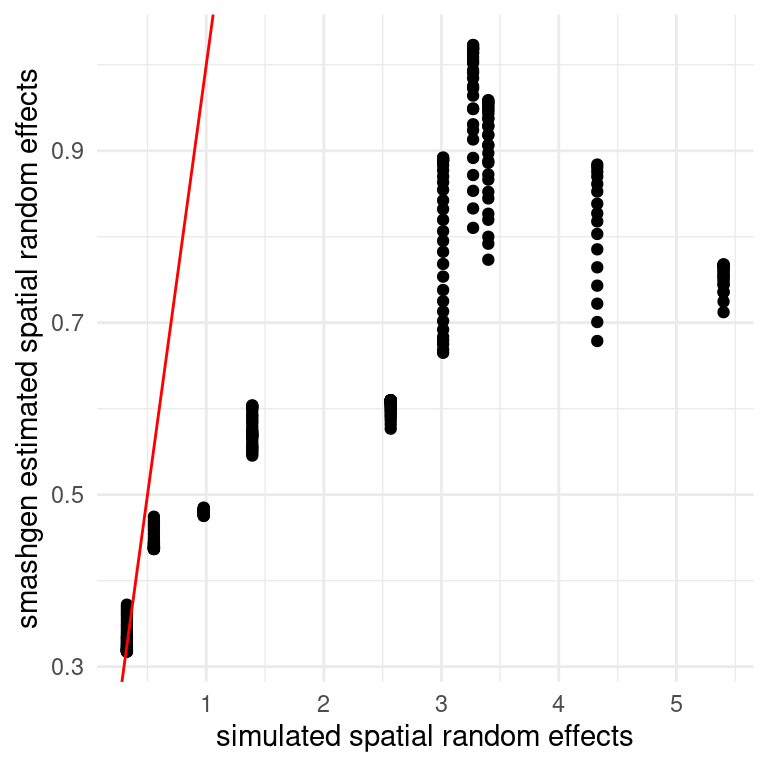 smashgen estimated spatial random effects
0.9
0.7
0.5
0.3
1 2 3 4 5
simulated spatial random effects